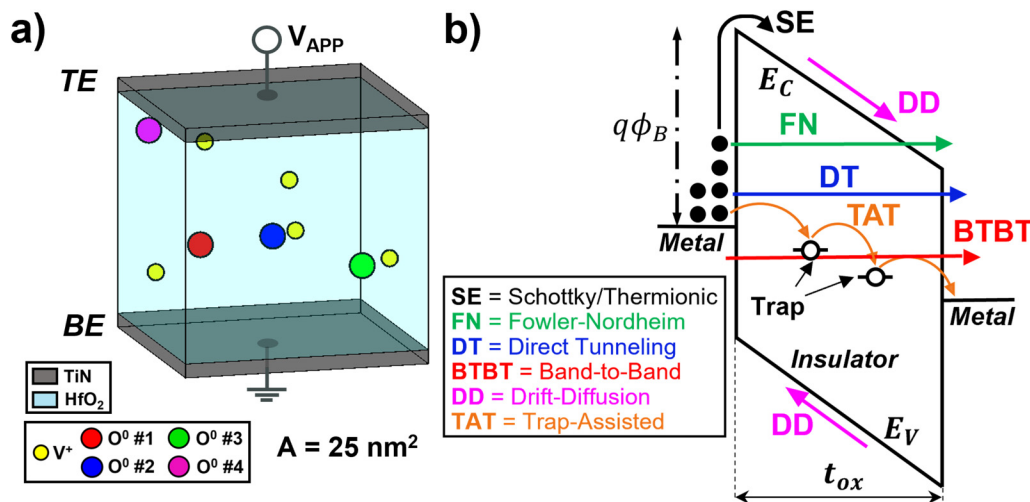 a)
V_APP
TE
BE
TiN
HfO₂
V⁺
O⁰ #1
O⁰ #2
O⁰ #3
O⁰ #4
A = 25 nm²
b)
SE
E_C
DD
qϕ_B
FN
DT
TAT
Metal
BTBT
Trap
Metal
SE = Schottky/Thermionic
FN = Fowler-Nordheim
DT = Direct Tunneling
BTBT = Band-to-Band
DD = Drift-Diffusion
TAT = Trap-Assisted
Insulator
DD
E_V
t_ox